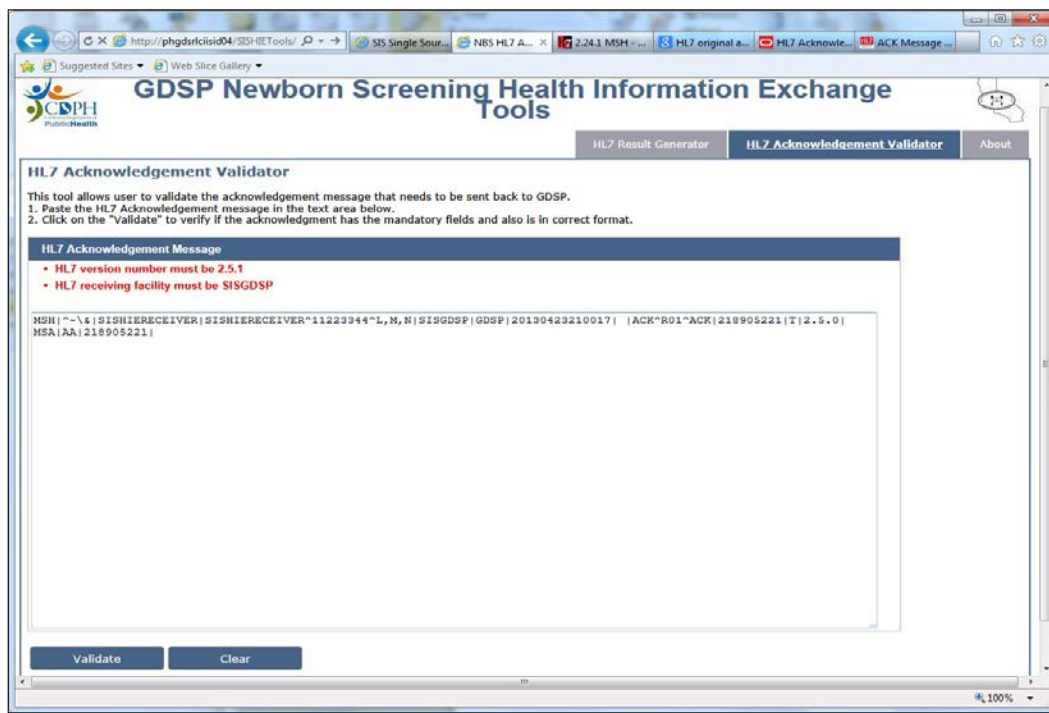 http://phgdsrlciisid04/SISHIETools/
SIS Single Sour...
NBS HL7 A...
2.24.1 MSH - ...
HL7 original a...
HL7 Acknowle...
ACK Message ...
Suggested Sites
Web Slice Gallery
CDPH
PublicHealth
GDSP Newborn Screening Health Information Exchange
Tools
HL7 Result Generator
HL7 Acknowledgement Validator
About
HL7 Acknowledgement Validator
This tool allows user to validate the acknowledgement message that needs to be sent back to GDSP.
1. Paste the HL7 Acknowledgement message in the text area below.
2. Click on the "Validate" to verify if the acknowledgment has the mandatory fields and also is in correct format.
HL7 Acknowledgement Message
• HL7 version number must be 2.5.1
• HL7 receiving facility must be SISGDSP
MSH|^~\&|SISHIERECEIVER|SISHIERECEIVER^11223344^L,M,N|SISGDSP|GDSP|20130423210017| |ACK^R01^ACK|218905221|T|2.5.0|
MSA|AA|218905221|
Validate
Clear
100%